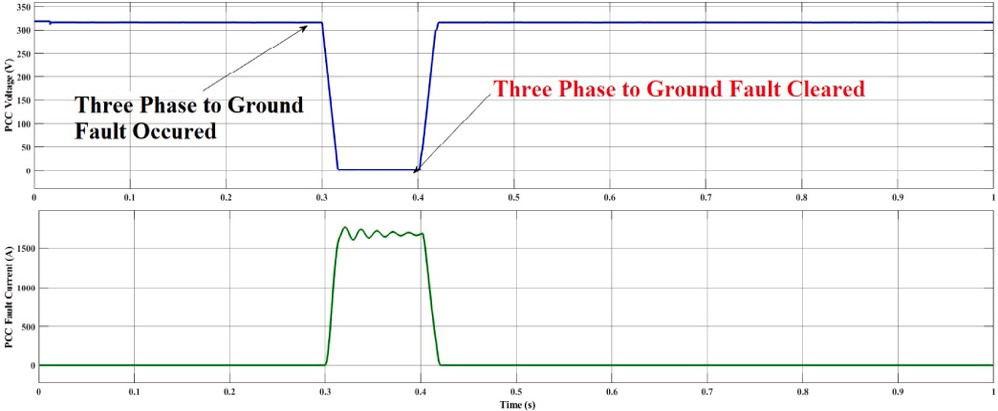 350
300
250
200
150
100
50
0
PCC Voltage (V)
Three Phase to Ground
Fault Occured
Three Phase to Ground Fault Cleared
0 0.1 0.2 0.3 0.4 0.5 0.6 0.7 0.8 0.9 1
1500
1000
500
0
PCC Fault Current (A)
0 0.1 0.2 0.3 0.4 0.5 0.6 0.7 0.8 0.9 1
Time (s)